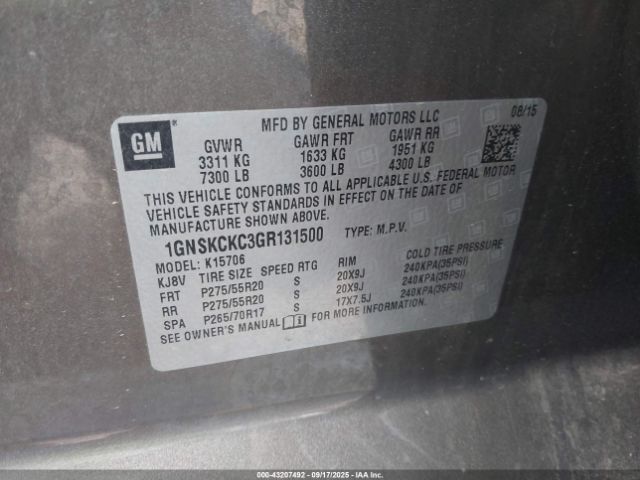 GM
MFD BY GENERAL MOTORS LLC 08/15
GVWR GAWR FRT GAWR RR
3311 KG 1633 KG 1951 KG
7300 LB 3600 LB 4300 LB
THIS VEHICLE CONFORMS TO ALL APPLICABLE U.S. FEDERAL MOTOR
VEHICLE SAFETY STANDARDS IN EFFECT ON THE DATE OF
MANUFACTURE SHOWN ABOVE.
1GNSKCKC3GR131500 TYPE: M.P.V.
MODEL: K15706
KJ8V TIRE SIZE SPEED RTG RIM COLD TIRE PRESSURE
FRT P275/55R20 S 20X9J 240KPA(35PSI)
RR P275/55R20 S 20X9J 240KPA(35PSI)
SPA P265/70R17 S 17X7.5J 240KPA(35PSI)
SEE OWNER'S MANUAL FOR MORE INFORMATION.
000-43207492 - 09/17/2025 - IAA Inc.